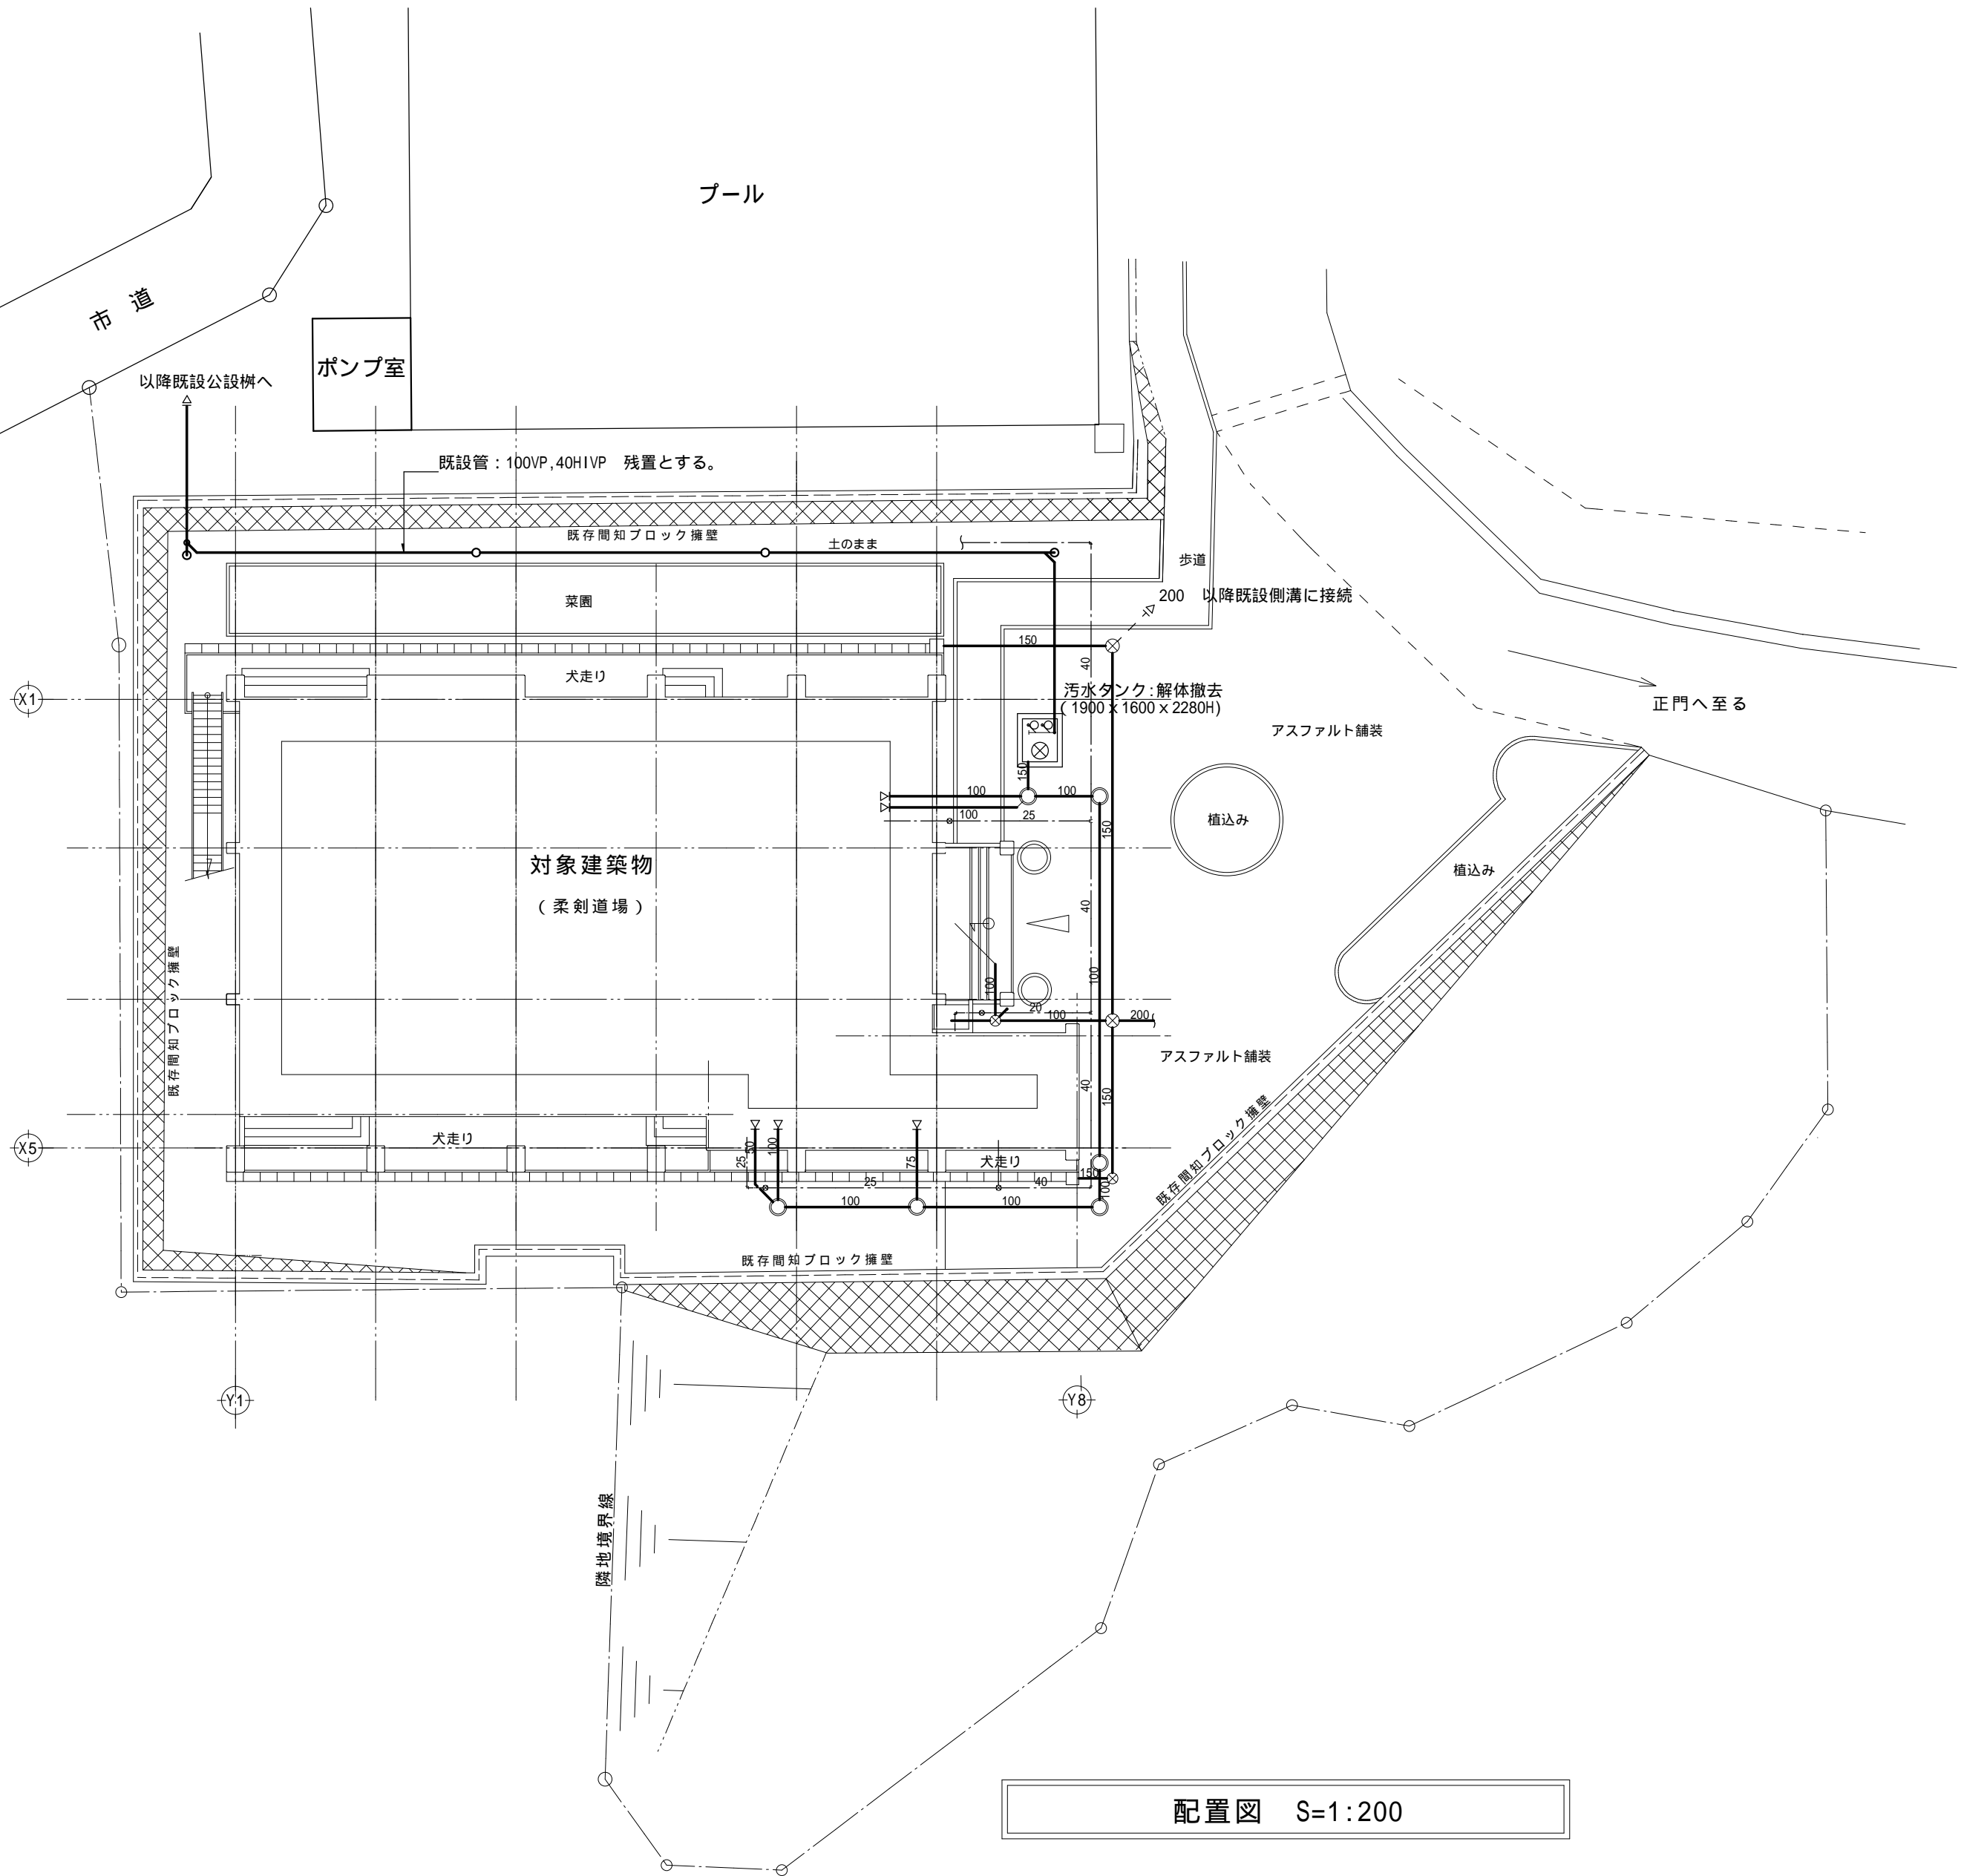 プール
市 道
ポンプ室
以降既設公設桝へ
既設管：100VP,40HIVP 残置とする。
既存間知ブロック擁壁
土のまま
歩道
菜園
200 以降既設側溝に接続
150
40
犬走り
X1
汚水タンク:解体撤去
(1900x1600x2280H)
正門へ至る
アスファルト舗装
150
100
100
100
25
150
植込み
植込み
対象建築物
(柔剣道場)
40
既存間知ブロック擁壁
100
100
20
100
200
アスファルト舗装
40
150
既存間知ブロック擁壁
X5
犬走り
25
50
100
75
犬走り
150
25
40
100
100
100
既存間知ブロック擁壁
Y1
Y8
隣地境界線
配置図 S=1:200